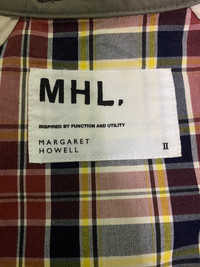 MHL,
INSPIRED BY FUNCTION AND UTILITY
MARGARET
HOWELL
II